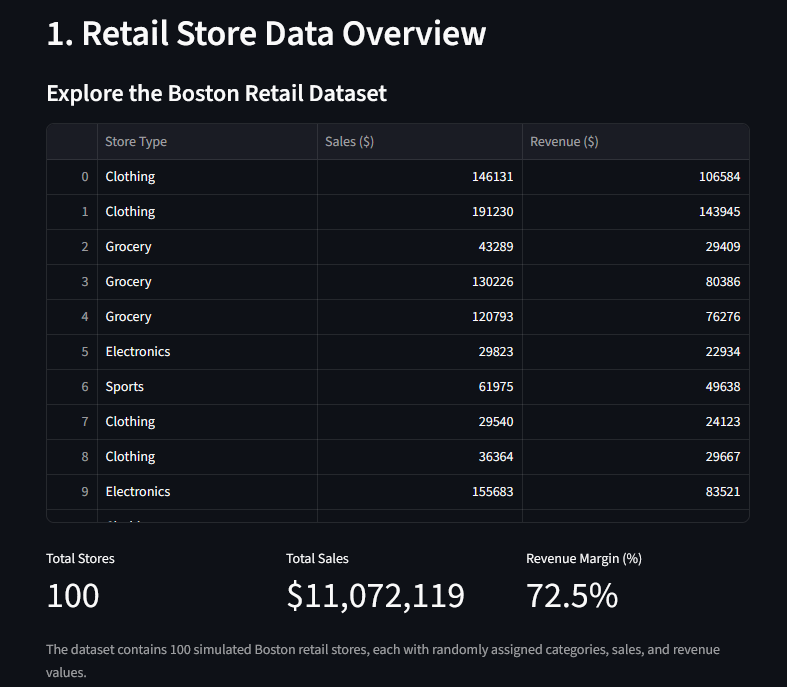 1. Retail Store Data Overview
Explore the Boston Retail Dataset
Store Type Sales ($) Revenue ($)
0 Clothing 146131 106584
1 Clothing 191230 143945
2 Grocery 43289 29409
3 Grocery 130226 80386
4 Grocery 120793 76276
5 Electronics 29823 22934
6 Sports 61975 49638
7 Clothing 29540 24123
8 Clothing 36364 29667
9 Electronics 155683 83521
Total Stores Total Sales Revenue Margin (%)
100 $11,072,119 72.5%
The dataset contains 100 simulated Boston retail stores, each with randomly assigned categories, sales, and revenue
values.